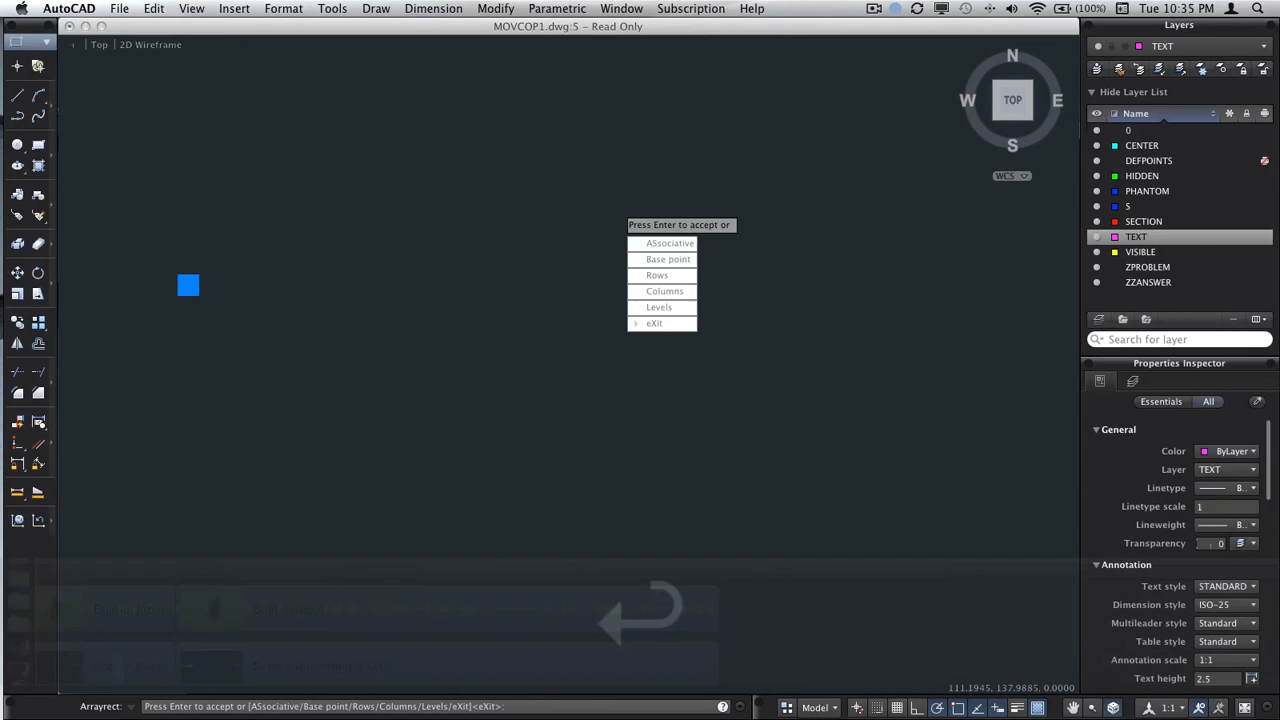 AutoCAD File Edit View Insert Format Tools Draw Dimension Modify Parametric Window Subscription Help (100%) Tue 10:35 PM
MOVCOP1.dwg:5 – Read Only
Top 2D Wireframe
N
W TOP E
S
WCS
Press Enter to accept or
ASsociative
Base point
Rows
Columns
Levels
eXit
Layers
TEXT
Hide Layer List
Name
0
CENTER
DEFPOINTS
HIDDEN
PHANTOM
S
SECTION
TEXT
VISIBLE
ZPROBLEM
ZZANSWER
Search for layer
Properties Inspector
Essentials All
General
Color ByLayer
Layer TEXT
Linetype B..
Linetype scale 1
Lineweight B..
Transparency 0
Annotation
Text style STANDARD
Dimension style ISO-25
Multileader style Standard
Table style Standard
Annotation scale 1:1
Text height 2.5
111.1945, 137.9885, 0.0000
Arrayrect: Press Enter to accept or [ASsociative/Base point/Rows/Columns/Levels/eXit]<eXit>: ? Model 1:1